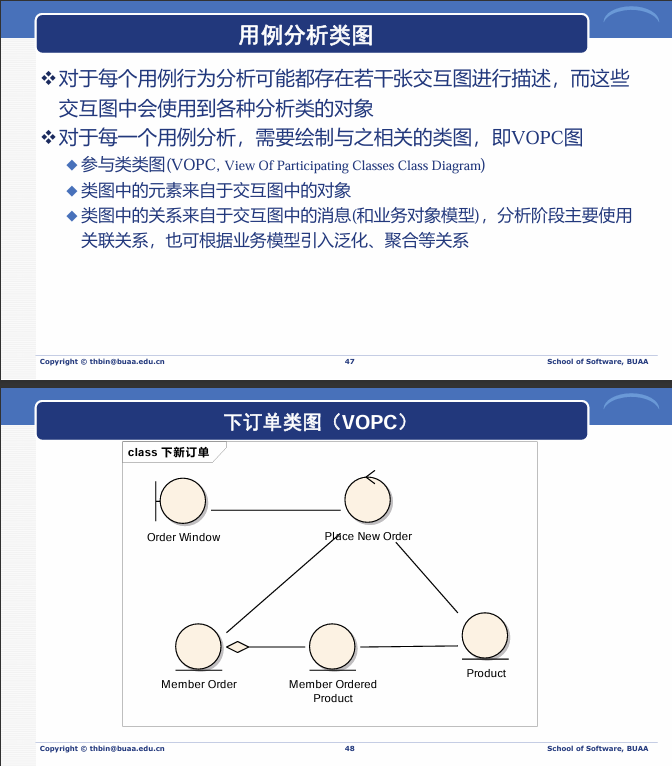 用例分析类图
❖对于每个用例行为分析可能都存在若干张交互图进行描述，而这些
交互图中会使用到各种分析类的对象
❖对于每一个用例分析，需要绘制与之相关的类图，即VOPC图
◆参与类类图(VOPC, View Of Participating Classes Class Diagram)
◆类图中的元素来自于交互图中的对象
◆类图中的关系来自于交互图中的消息(和业务对象模型)，分析阶段主要使用
关联关系，也可根据业务模型引入泛化、聚合等关系
Copyright © thbin@buaa.edu.cn 47 School of Software, BUAA
下订单类图（VOPC）
class 下新订单
Order Window Place New Order
Product
Member Order Member Ordered
Product
Copyright © thbin@buaa.edu.cn 48 School of Software, BUAA